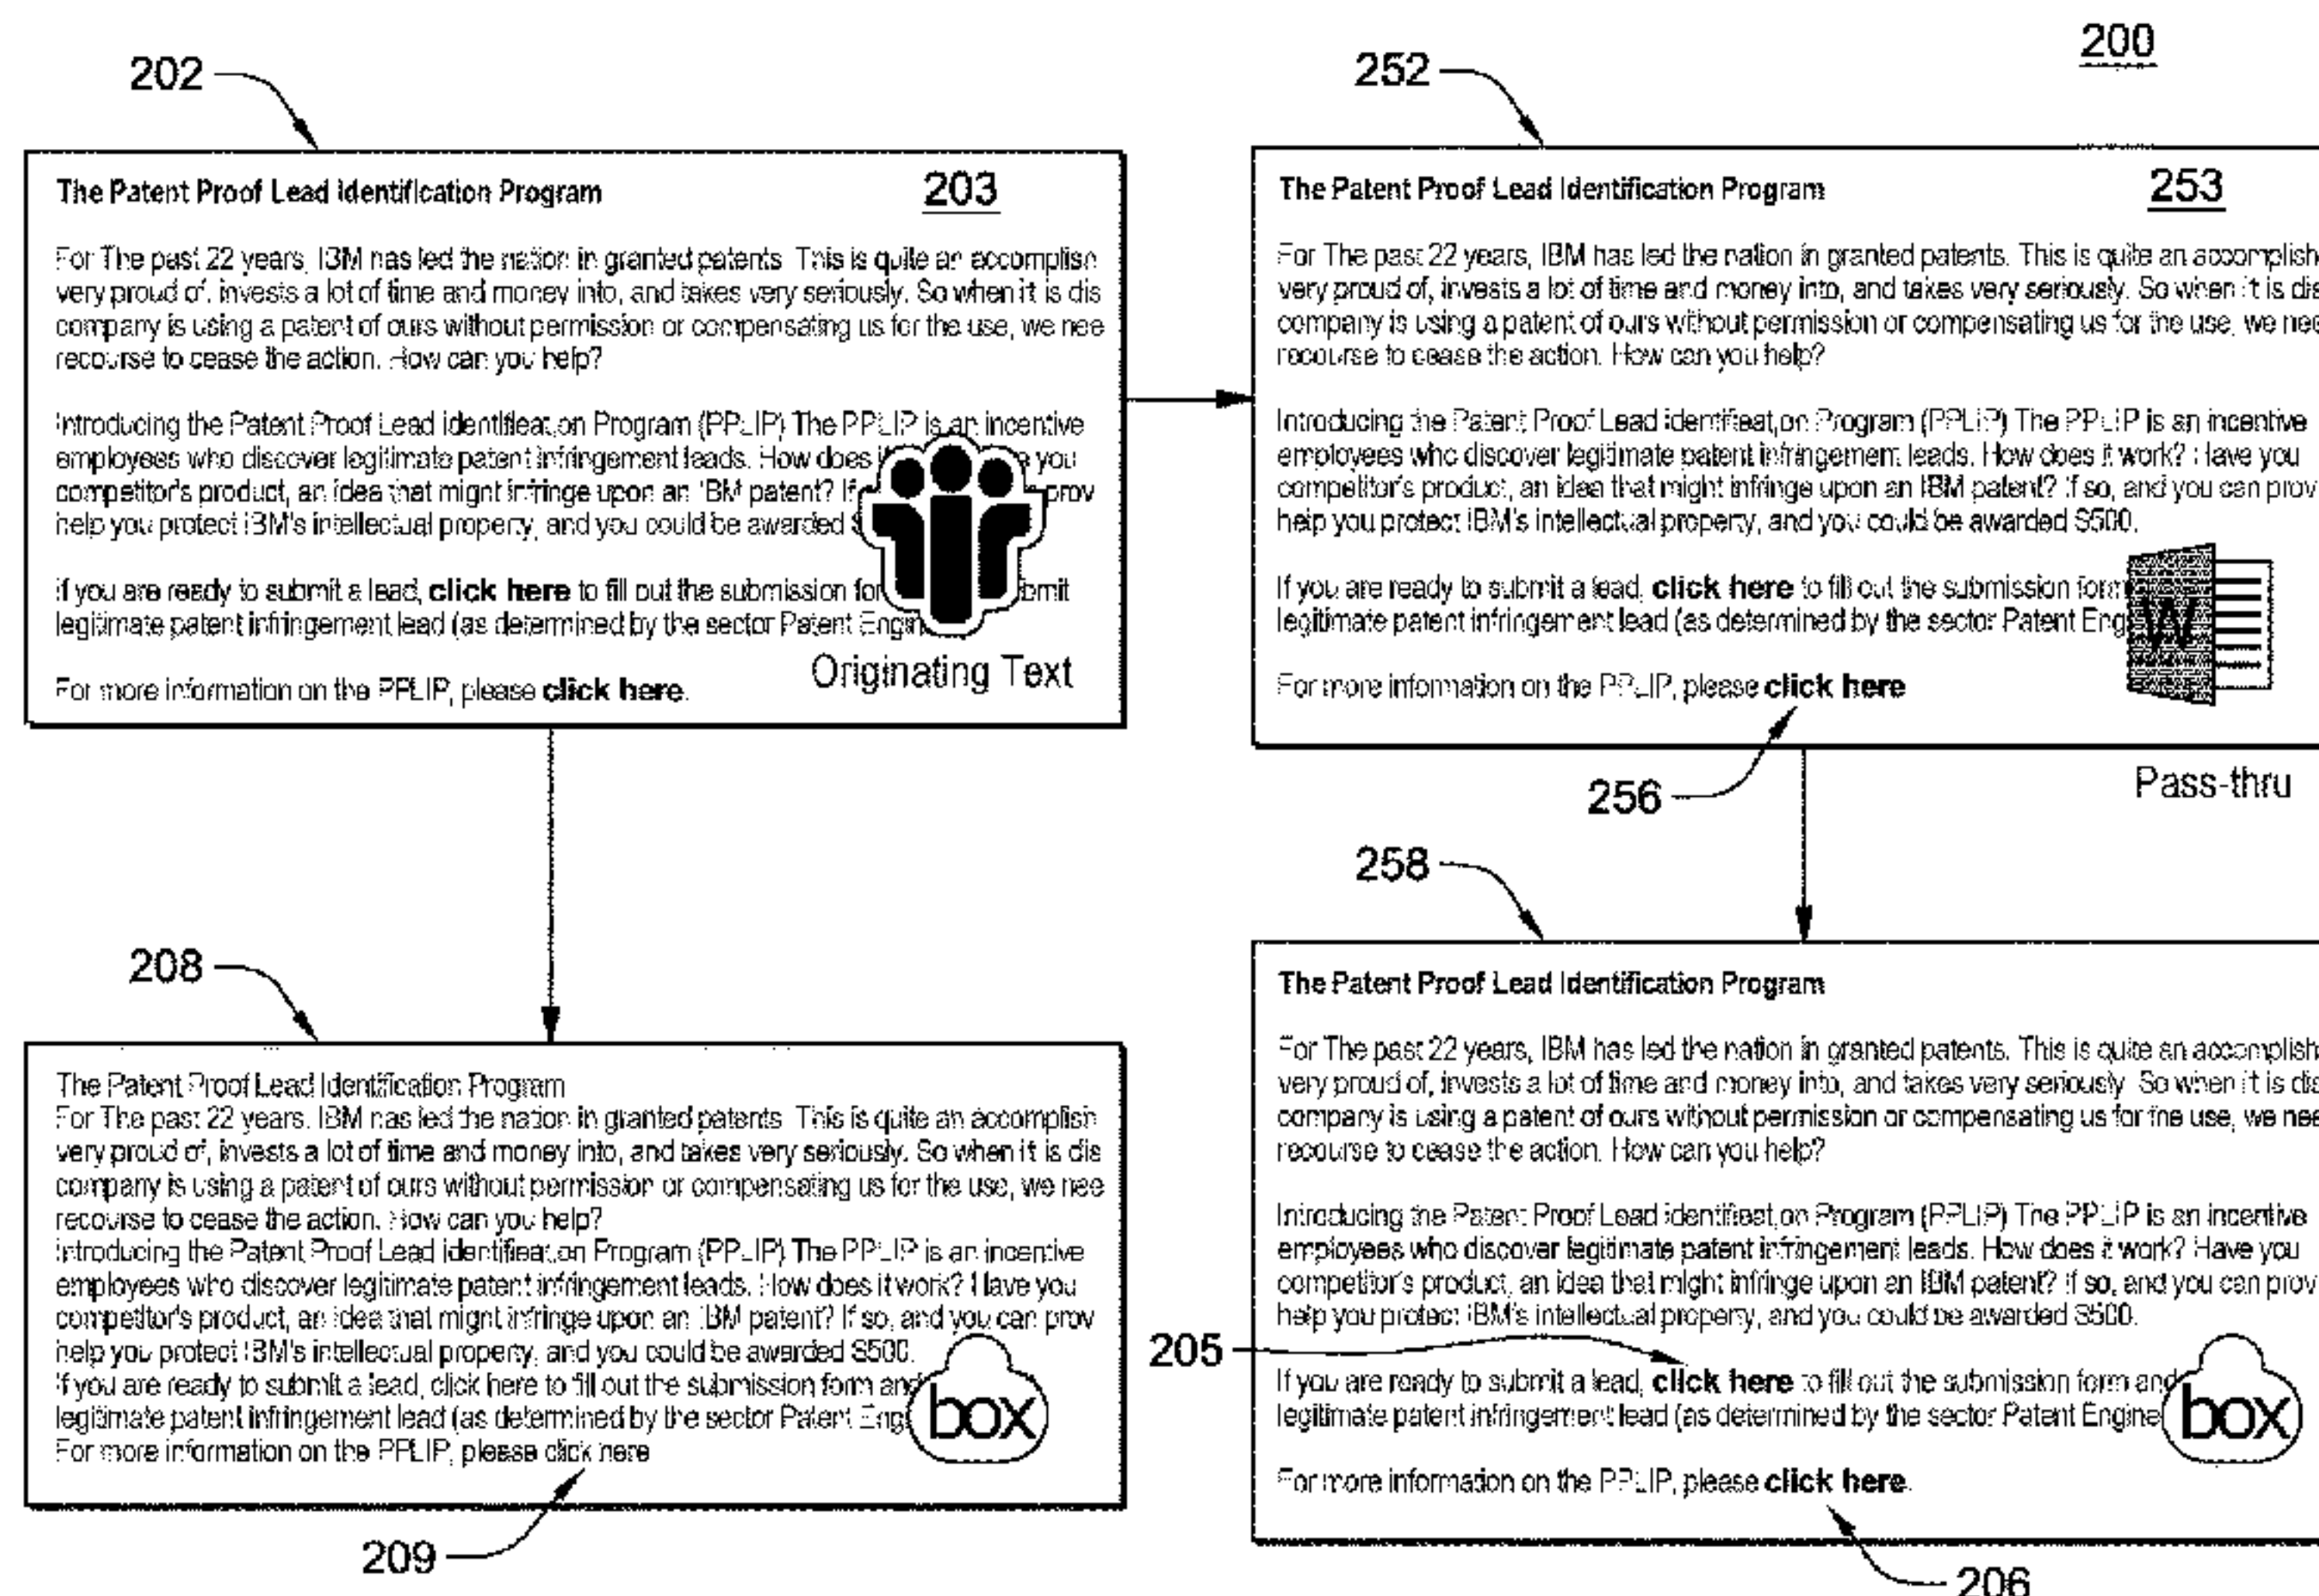 200
202
252
The Patent Proof Lead Identification Program 203
For The past 22 years, IBM has led the nation in granted patents. This is quite an accomplish
very proud of, invests a lot of time and money into, and takes very seriously. So when it is dis
company is using a patent of ours without permission or compensating us for the use, we nee
recourse to cease the action. How can you help?
Introducing the Patent Proof Lead identifieation Program (PPLIP) The PPLIP is an incentive
employees who discover legitimate patent infringement leads. How does you
competitor's product, an idea that might infringe upon an IBM patent? If prov
help you protect IBM's intellectual property, and you could be awarded
if you are ready to submit a lead, click here to fill out the submission for bmit
legitimate patent infringement lead (as determined by the sector Patent Engin
Originating Text
For more information on the PPLIP, please click here.
The Patent Proof Lead Identification Program 253
For The past 22 years, IBM has led the nation in granted patents. This is quite an accomplish
very proud of, invests a lot of time and money into, and takes very seriously. So when it is dis
company is using a patent of ours without permission or compensating us for the use, we nee
recourse to cease the action. How can you help?
Introducing the Patent Proof Lead identifieation Program (PPLIP) The PPLIP is an incentive
employees who discover legitimate patent infringement leads. How does it work? Have you
competitor's product, an idea that might infringe upon an IBM patent? If so, and you can prov
help you protect IBM's intellectual property, and you could be awarded $500.
If you are ready to submit a lead, click here to fill out the submission form
legitimate patent infringement lead (as determined by the sector Patent Eng
W
For more information on the PPLIP, please click here
256
Pass-thru
208
258
The Patent Proof Lead Identification Program
For The past 22 years, IBM has led the nation in granted patents This is quite an accomplish
very proud of, invests a lot of time and money into, and takes very seriously. So when it is dis
company is using a patent of ours without permission or compensating us for the use, we nee
recourse to cease the action. How can you help?
introducing the Patent Proof Lead identifieation Program (PPLIP) The PPLIP is an incentive
employees who discover legitimate patent infringement leads. How does it work? Have you
competitor's product, an idea that might infringe upon an IBM patent? If so, and you can prov
help you protect IBM's intellectual property, and you could be awarded $500.
if you are ready to submit a lead, click here to fill out the submission form and
legitimate patent infringement lead (as determined by the sector Patent Eng
box
For more information on the PPLIP, please click here
209
The Patent Proof Lead Identification Program
For The past 22 years, IBM has led the nation in granted patents. This is quite an accomplish
very proud of, invests a lot of time and money into, and takes very seriously So when it is dis
company is using a patent of ours without permission or compensating us for the use, we nee
recourse to cease the action. How can you help?
Introducing the Patent Proof Lead identifieation Program (PPLIP) The PPLIP is an incentive
employees who discover legitimate patent infringement leads. How does it work? Have you
competitor's product, an idea that might infringe upon an IBM patent? If so, and you can prov
help you protect IBM's intellectual property, and you could be awarded $500.
205
If you are ready to submit a lead, click here to fill out the submission form and
legitimate patent infringement lead (as determined by the sector Patent Engine
box
For more information on the PPLIP, please click here.
206